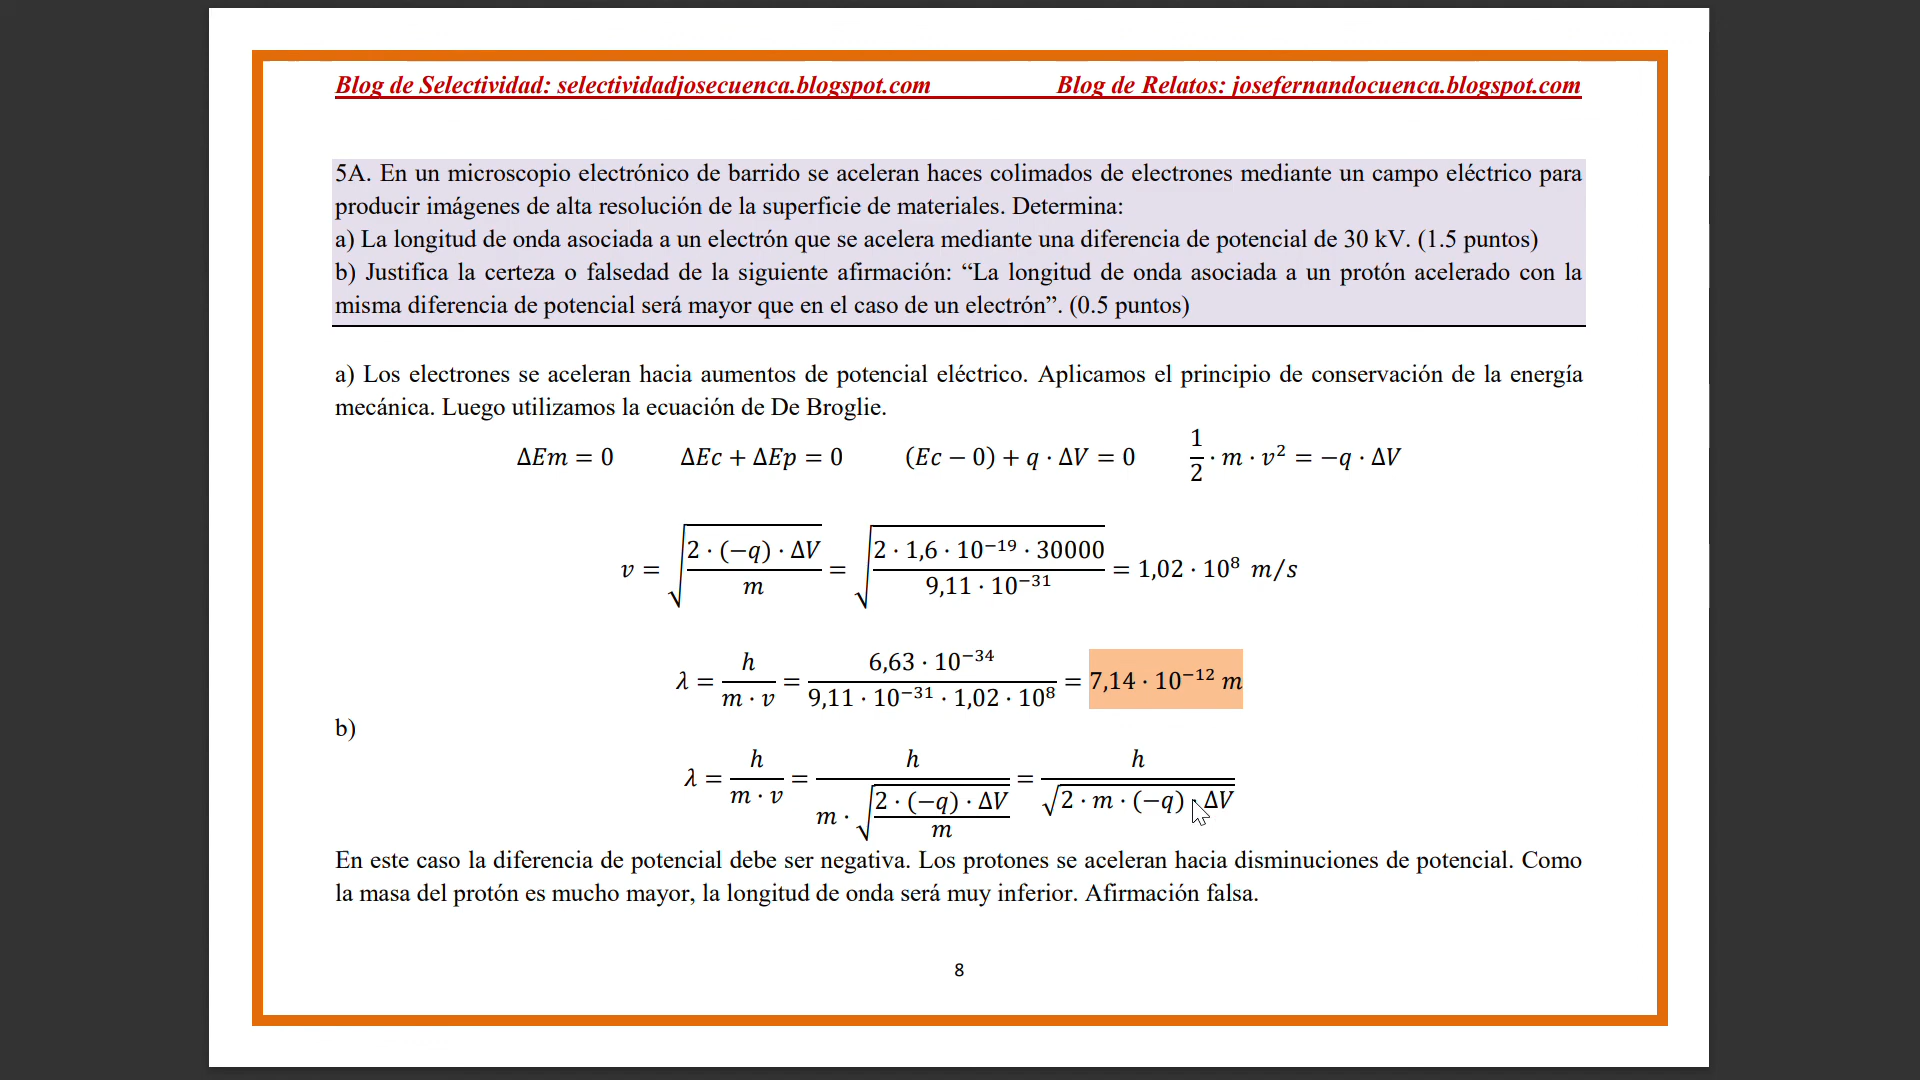 Blog de Selectividad: selectividadjosecuenca.blogspot.com Blog de Relatos: josefernandocuenca.blogspot.com
5A. En un microscopio electrónico de barrido se aceleran haces colimados de electrones mediante un campo eléctrico para
producir imágenes de alta resolución de la superficie de materiales. Determina:
a) La longitud de onda asociada a un electrón que se acelera mediante una diferencia de potencial de 30 kV. (1.5 puntos)
b) Justifica la certeza o falsedad de la siguiente afirmación: “La longitud de onda asociada a un protón acelerado con la
misma diferencia de potencial será mayor que en el caso de un electrón”. (0.5 puntos)
a) Los electrones se aceleran hacia aumentos de potencial eléctrico. Aplicamos el principio de conservación de la energía
mecánica. Luego utilizamos la ecuación de De Broglie.
ΔEm = 0 ΔEc + ΔEp = 0 (Ec − 0) + q · ΔV = 0 1/2 · m · v² = −q · ΔV
v = √(2 · (−q) · ΔV / m) = √(2 · 1,6 · 10⁻¹⁹ · 30000 / 9,11 · 10⁻³¹) = 1,02 · 10⁸ m/s
λ = h / m · v = 6,63 · 10⁻³⁴ / 9,11 · 10⁻³¹ · 1,02 · 10⁸ = 7,14 · 10⁻¹² m
b)
λ = h / m · v = h / m · √(2 · (−q) · ΔV / m) = h / √(2 · m · (−q) · ΔV)
En este caso la diferencia de potencial debe ser negativa. Los protones se aceleran hacia disminuciones de potencial. Como
la masa del protón es mucho mayor, la longitud de onda será muy inferior. Afirmación falsa.
8